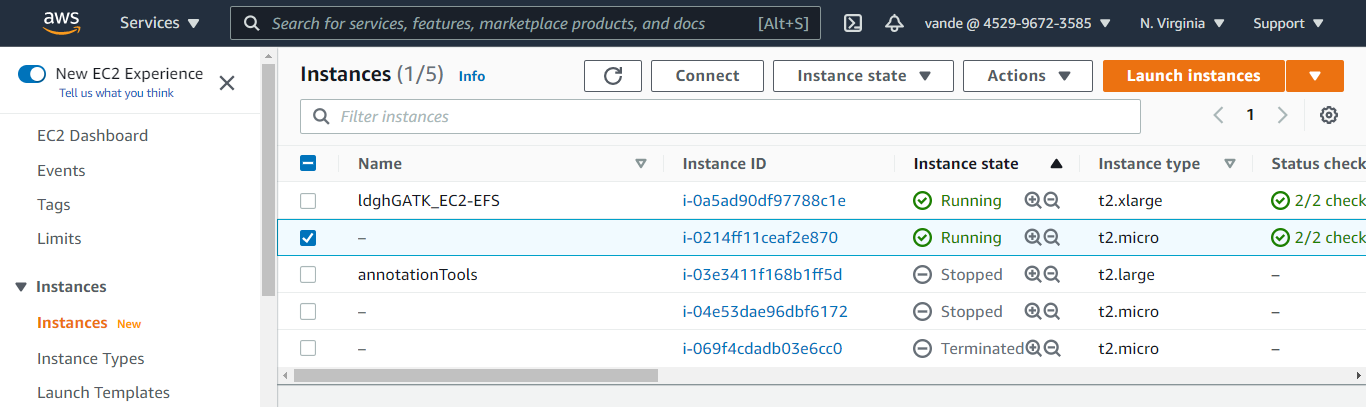 aws Services Search for services, features, marketplace products, and docs [Alt+S] vande @ 4529-9672-3585 N. Virginia Support
New EC2 Experience
Tell us what you think
EC2 Dashboard
Events
Tags
Limits
Instances
Instances New
Instance Types
Launch Templates
Instances (1/5) Info Connect Instance state Actions Launch instances
Filter instances 1
Name Instance ID Instance state Instance type Status check
ldghGATK_EC2-EFS i-0a5ad90df97788c1e Running t2.xlarge 2/2 check
– i-0214ff11ceaf2e870 Running t2.micro 2/2 check
annotationTools i-03e3411f168b1ff5d Stopped t2.large –
– i-04e53dae96dbf6172 Stopped t2.micro –
– i-069f4cdadb03e6cc0 Terminated t2.micro –